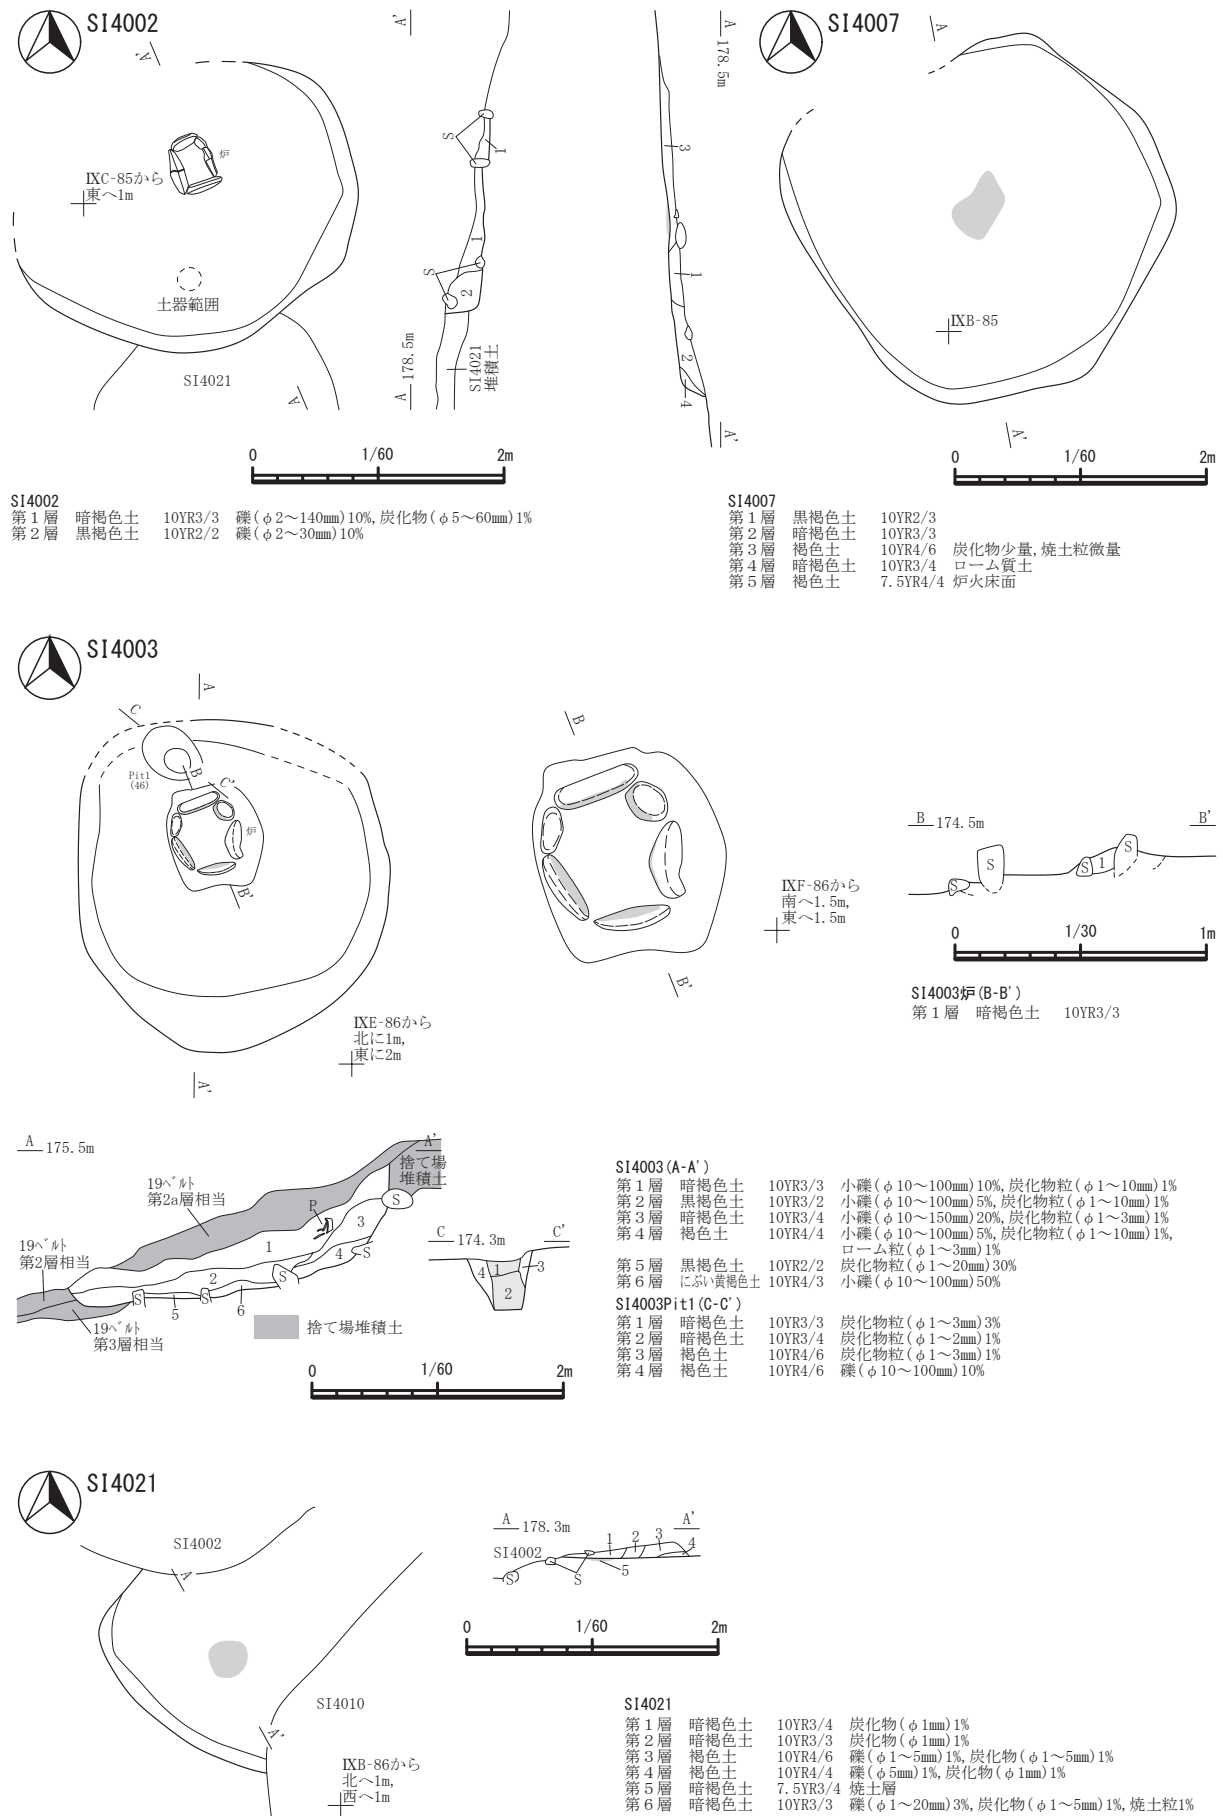 SI4002
A'
炉
ⅨC-85から
東へ1m
土器範囲
SI4021
A
A'
S
1
1
S
2
A 178.5m
SI4021
堆積土
0 1/60 2m
SI4002
第1層 暗褐色土 10YR3/3 礫(φ2～140mm)10%,炭化物(φ5～60mm)1%
第2層 黒褐色土 10YR2/2 礫(φ2～30mm)10%
A 178.5m
3
1
2
4
A'
SI4007
A
ⅨB-85
A'
0 1/60 2m
SI4007
第1層 黒褐色土 10YR2/3
第2層 暗褐色土 10YR3/3
第3層 褐色土 10YR4/6 炭化物少量,焼土粒微量
第4層 暗褐色土 10YR3/4 ローム質土
第5層 褐色土 7.5YR4/4 炉火床面
SI4003
A
C
Pit1
(46)
B
C'
炉
B'
ⅨE-86から
北に1m,
東に2m
A'
B
ⅨF-86から
南へ1.5m,
東へ1.5m
B'
B 174.5m B'
S S S 1 S
0 1/30 1m
SI4003炉(B-B')
第1層 暗褐色土 10YR3/3
A 175.5m A'
捨て場
堆積土
19ﾍﾞﾙﾄ
第2a層相当
P
S
3
1
19ﾍﾞﾙﾄ
第2層相当
4 S
2 S
S S
5 6
19ﾍﾞﾙﾄ
第3層相当
捨て場堆積土
C 174.3m C'
4 1 3
2
0 1/60 2m
SI4003(A-A')
第1層 暗褐色土 10YR3/3 小礫(φ10～100mm)10%,炭化物粒(φ1～10mm)1%
第2層 黒褐色土 10YR3/2 小礫(φ10～100mm)5%,炭化物粒(φ1～10mm)1%
第3層 暗褐色土 10YR3/4 小礫(φ10～150mm)20%,炭化物粒(φ1～3mm)1%
第4層 褐色土 10YR4/4 小礫(φ10～100mm)5%,炭化物粒(φ1～10mm)1%,
ローム粒(φ1～3mm)1%
第5層 黒褐色土 10YR2/2 炭化物粒(φ1～20mm)30%
第6層 にぶい黄褐色土 10YR4/3 小礫(φ10～100mm)50%
SI4003Pit1(C-C')
第1層 暗褐色土 10YR3/3 炭化物粒(φ1～3mm)3%
第2層 暗褐色土 10YR3/4 炭化物粒(φ1～2mm)1%
第3層 褐色土 10YR4/6 炭化物粒(φ1～3mm)1%
第4層 褐色土 10YR4/6 礫(φ10～100mm)10%
SI4021
SI4002
A
SI4010
A'
ⅨB-86から
北へ1m,
西へ1m
A 178.3m A'
SI4002 1 2 3 4
S S 5
0 1/60 2m
SI4021
第1層 暗褐色土 10YR3/4 炭化物(φ1mm)1%
第2層 暗褐色土 10YR3/3 炭化物(φ1mm)1%
第3層 褐色土 10YR4/6 礫(φ1～5mm)1%,炭化物(φ1～5mm)1%
第4層 褐色土 10YR4/4 礫(φ5mm)1%,炭化物(φ1mm)1%
第5層 暗褐色土 7.5YR3/4 焼土層
第6層 暗褐色土 10YR3/3 礫(φ1～20mm)3%,炭化物(φ1～5mm)1%,焼土粒1%